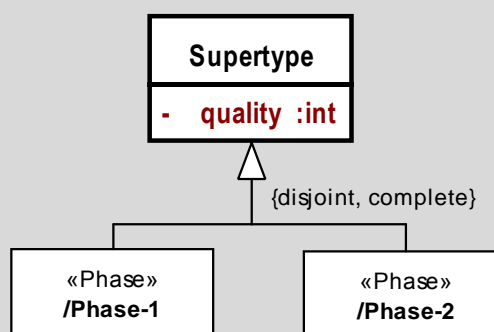 Supertype
- quality :int
{disjoint, complete}
«Phase»
/Phase-1
«Phase»
/Phase-2